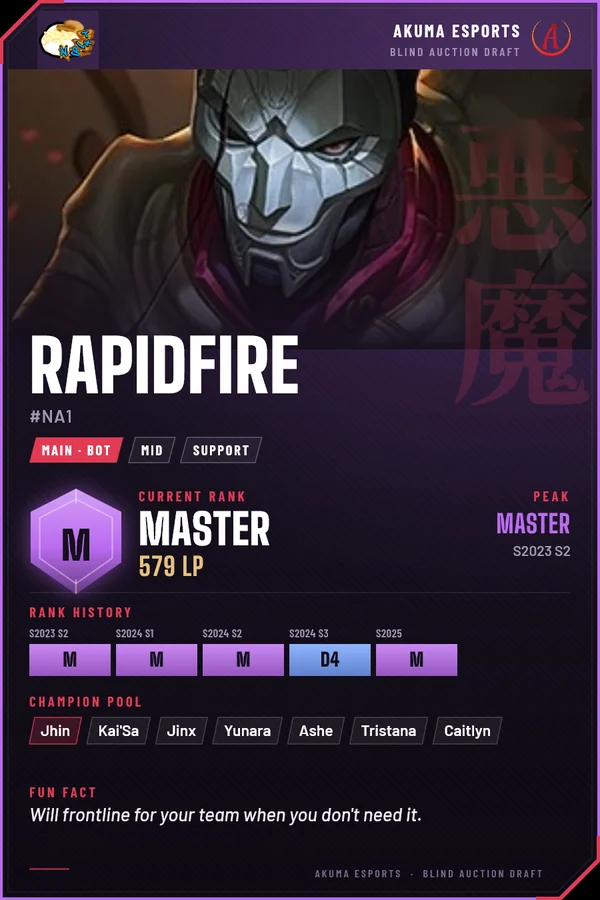 AKUMA ESPORTS
BLIND AUCTION DRAFT
A
悪魔
RAPIDFIRE
#NA1
MAIN · BOT MID SUPPORT
M
CURRENT RANK
MASTER
579 LP
PEAK
MASTER
S2023 S2
RANK HISTORY
S2023 S2 S2024 S1 S2024 S2 S2024 S3 S2025
M M M D4 M
CHAMPION POOL
Jhin Kai'Sa Jinx Yunara Ashe Tristana Caitlyn
FUN FACT
Will frontline for your team when you don't need it.
AKUMA ESPORTS · BLIND AUCTION DRAFT